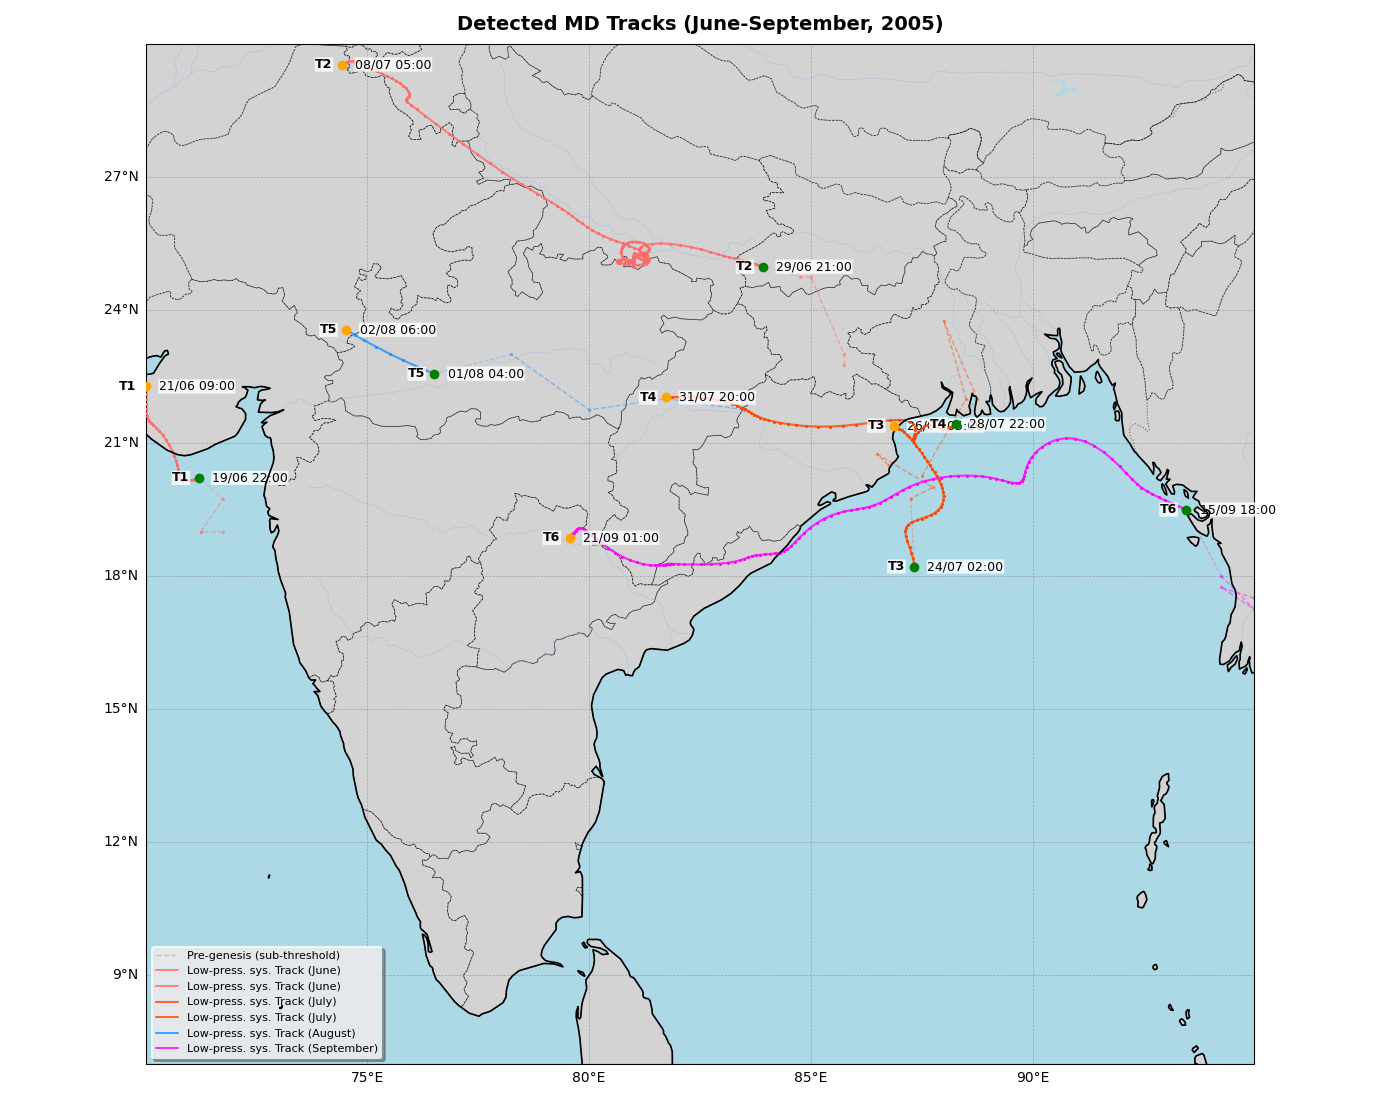 Detected MD Tracks (June-September, 2005)
T2 08/07 05:00
27°N
T2 29/06 21:00
24°N
T5 02/08 06:00
T5 01/08 04:00
T1 21/06 09:00
T4 31/07 20:00
T3
T4 28/07 22:00
21°N
T1 19/06 22:00
T6 15/09 18:00
T6 21/09 01:00
T3 24/07 02:00
18°N
15°N
12°N
9°N
Pre-genesis (sub-threshold)
Low-press. sys. Track (June)
Low-press. sys. Track (June)
Low-press. sys. Track (July)
Low-press. sys. Track (July)
Low-press. sys. Track (August)
Low-press. sys. Track (September)
75°E 80°E 85°E 90°E